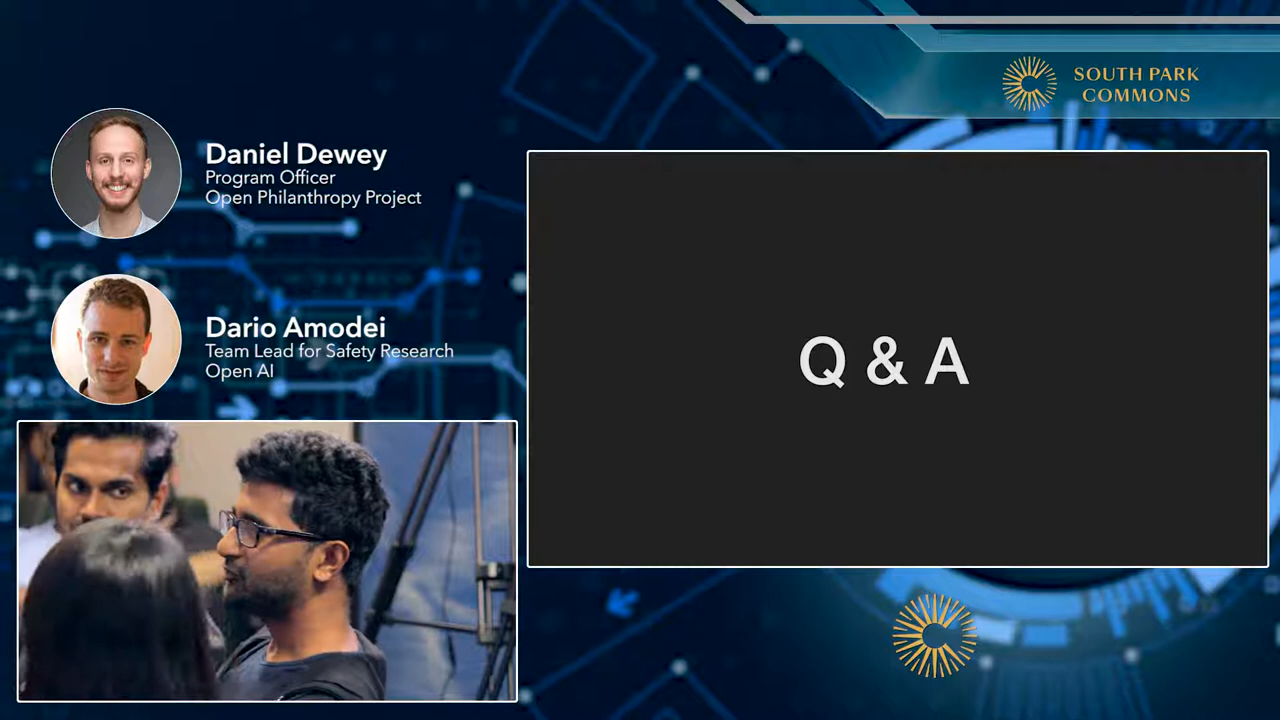 SOUTH PARK
COMMONS
Daniel Dewey
Program Officer
Open Philanthropy Project
Dario Amodei
Team Lead for Safety Research
Open AI
Q & A